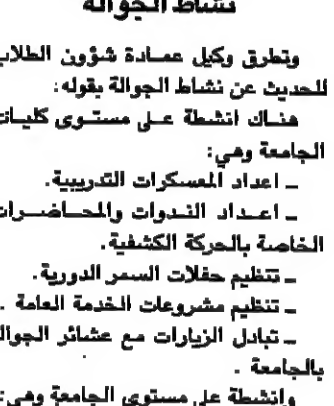 نشاط الجوالة
وتطرق وكيل عمادة شؤون الطلاب
للحديث عن نشاط الجوالة بقوله:
هناك انشطة على مستوى كليات
الجامعة وهي:
ـ اعداد المعسكرات التدريبية.
ـ اعداد الندوات والمحاضرات
الخاصة بالحركة الكشفية.
ـ تنظيم حفلات السمر الدورية.
ـ تنظيم مشروعات الخدمة العامة .
ـ تبادل الزيارات مع عشائر الجوالة
بالجامعة .
وانشطة على مستوى الجامعة وهي: